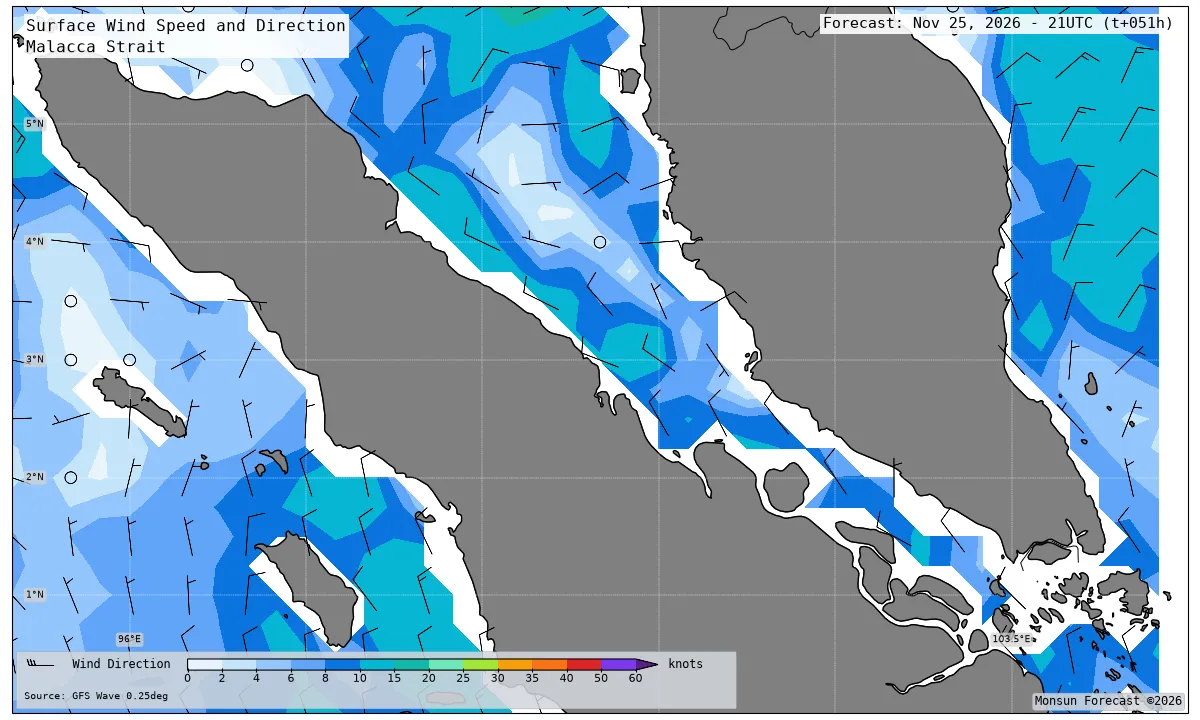 Surface Wind Speed and Direction
Malacca Strait
Forecast: Nov 25, 2026 - 21UTC (t+051h)
5°N
4°N
3°N
2°N
1°N
96°E
103.5°E
Wind Direction
0 2 4 6 8 10 15 20 25 30 35 40 50 60
knots
Source: GFS Wave 0.25deg
Monsun Forecast ©2026